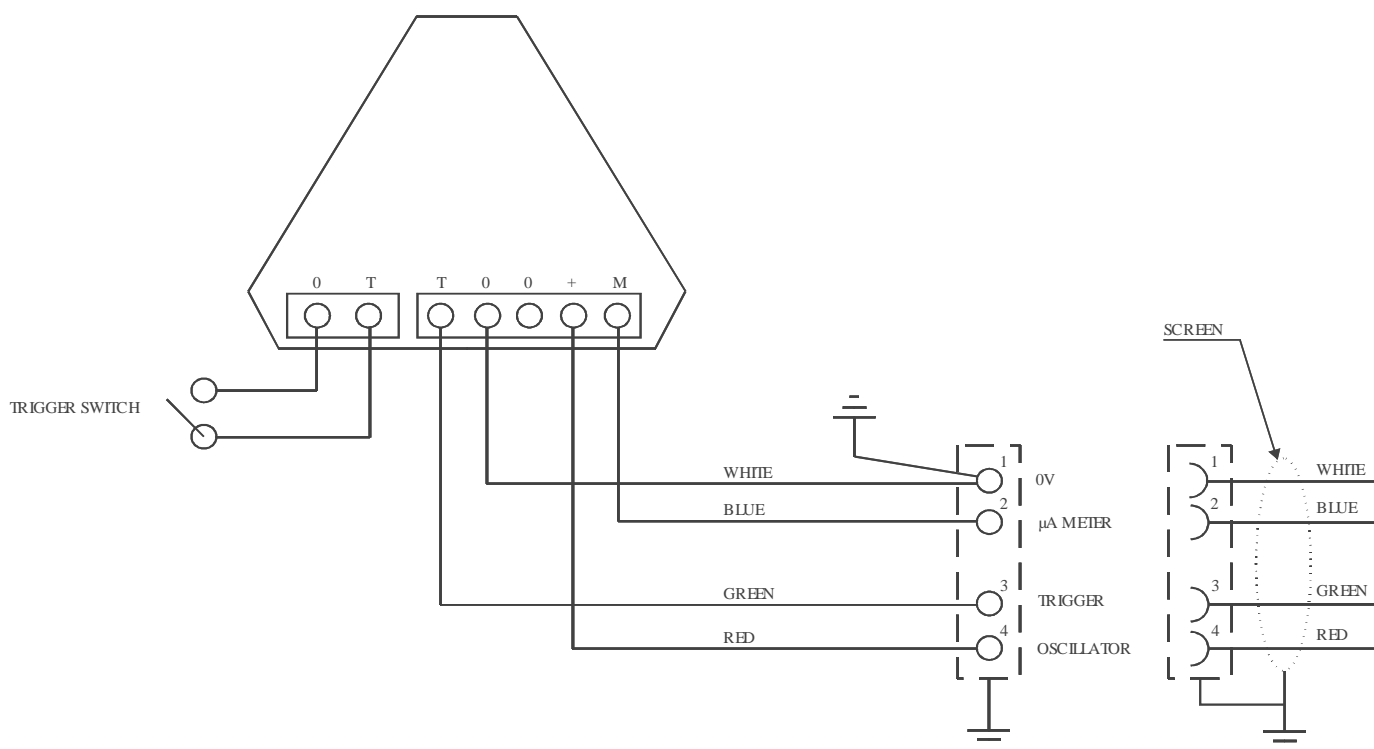 0 T T 0 0 + M
SCREEN
TRIGGER SWITCH
1 1
WHITE 0V WHITE
2 2
BLUE µA METER BLUE
3 3
GREEN TRIGGER GREEN
4 4
RED OSCILLATOR RED